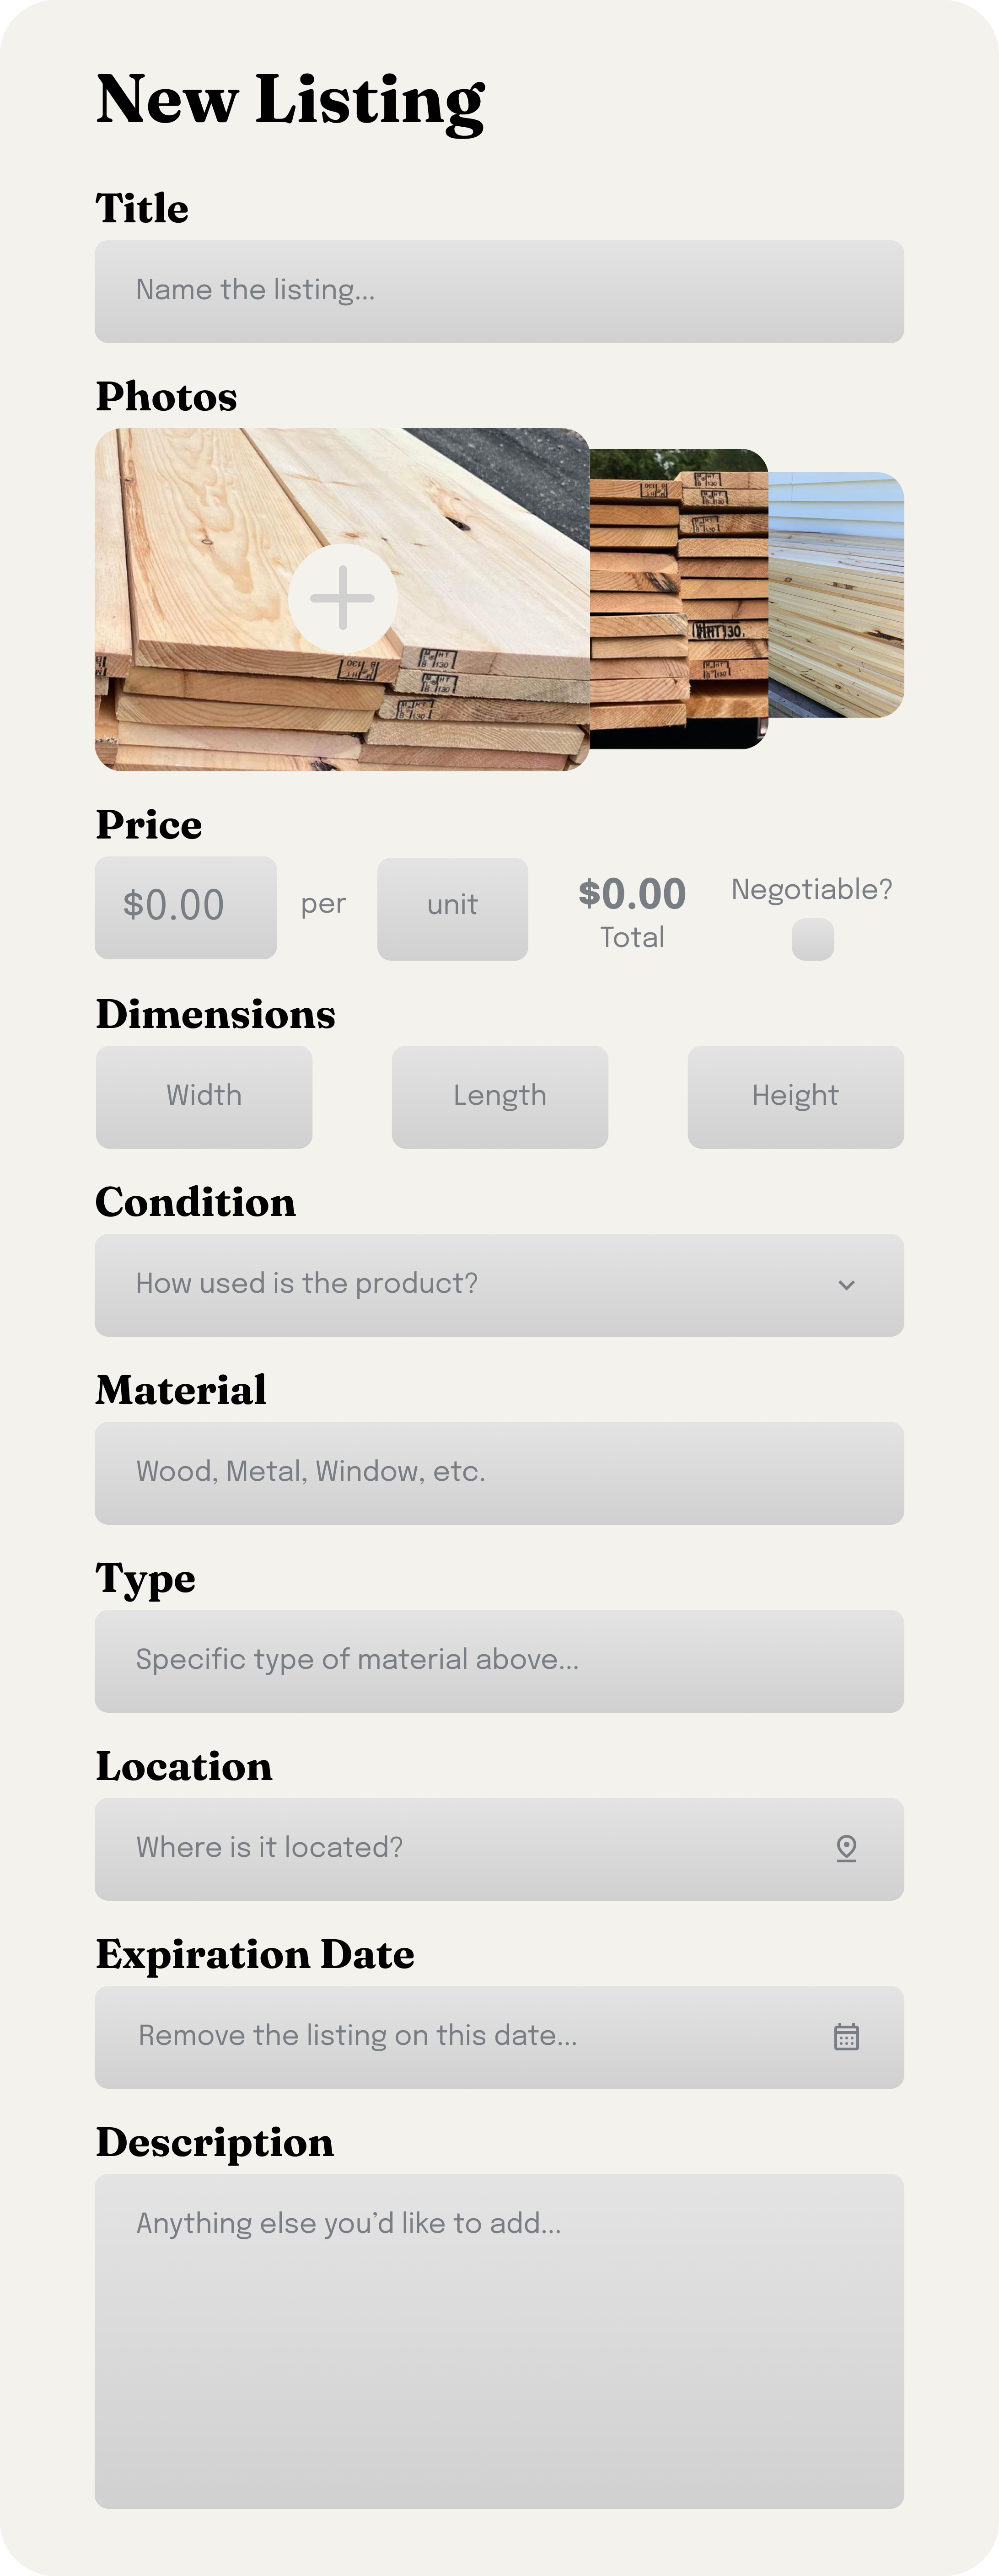 New Listing
Title
Name the listing...
Photos
Price
$0.00 per unit $0.00 Negotiable?
Total
Dimensions
Width Length Height
Condition
How used is the product?
Material
Wood, Metal, Window, etc.
Type
Specific type of material above...
Location
Where is it located?
Expiration Date
Remove the listing on this date...
Description
Anything else you’d like to add...